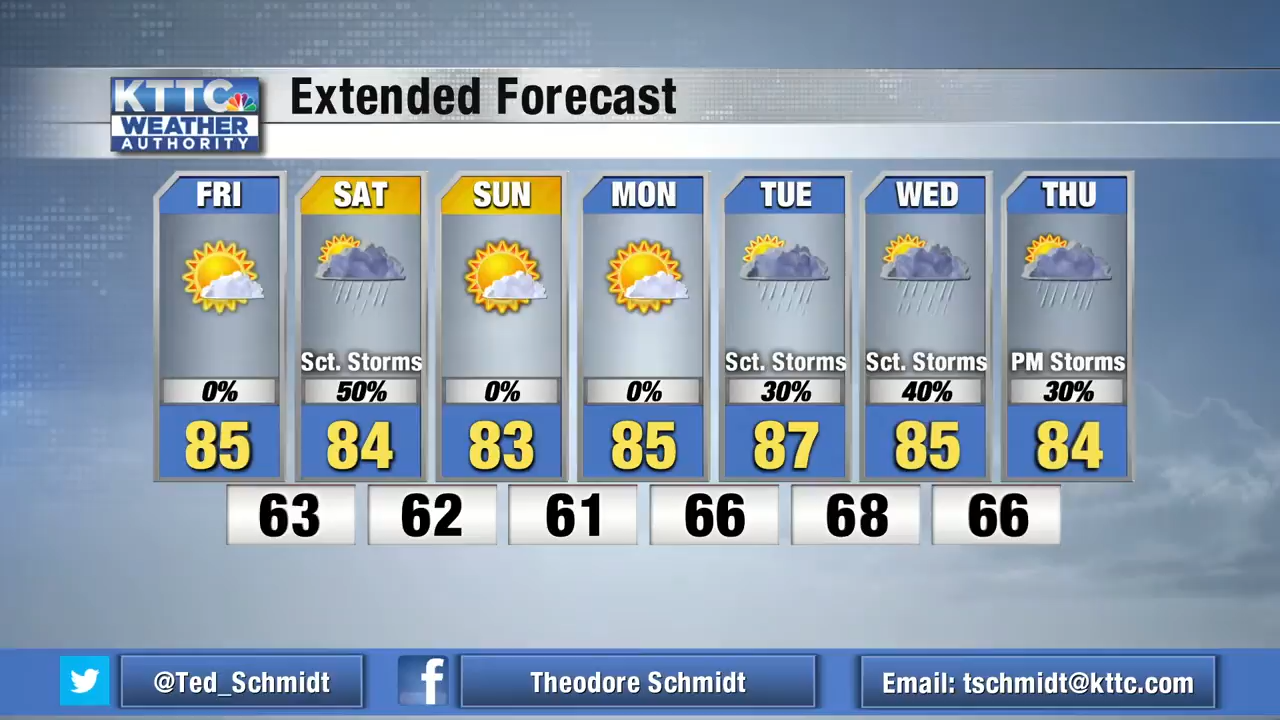 KTTC
WEATHER
AUTHORITY
Extended Forecast
FRI SAT SUN MON TUE WED THU
Sct. Storms Sct. Storms Sct. Storms PM Storms
0% 50% 0% 0% 30% 40% 30%
85 84 83 85 87 85 84
63 62 61 66 68 66
@Ted_Schmidt f Theodore Schmidt Email: tschmidt@kttc.com